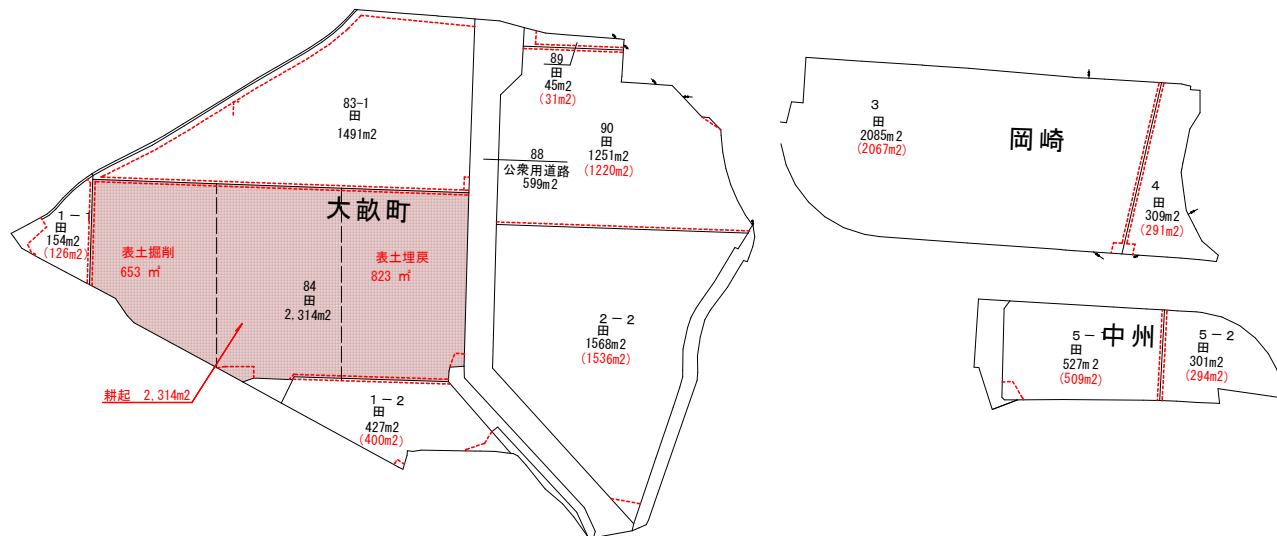 83-1
田
1491m2
89
田
45m2
(31m2)
90
田
1251m2
(1220m2)
88
公衆用道路
599m2
大畝町
1-1
田
154m2
(126m2)
表土掘削
653 ㎡
表土埋戻
823 ㎡
84
田
2,314m2
耕起 2,314m2
1-2
田
427m2
(400m2)
2-2
田
1568m2
(1536m2)
3
田
2085m2
(2067m2)
岡崎
4
田
309m2
(291m2)
5-1
田
527m2
(509m2)
中州
5-2
田
301m2
(294m2)